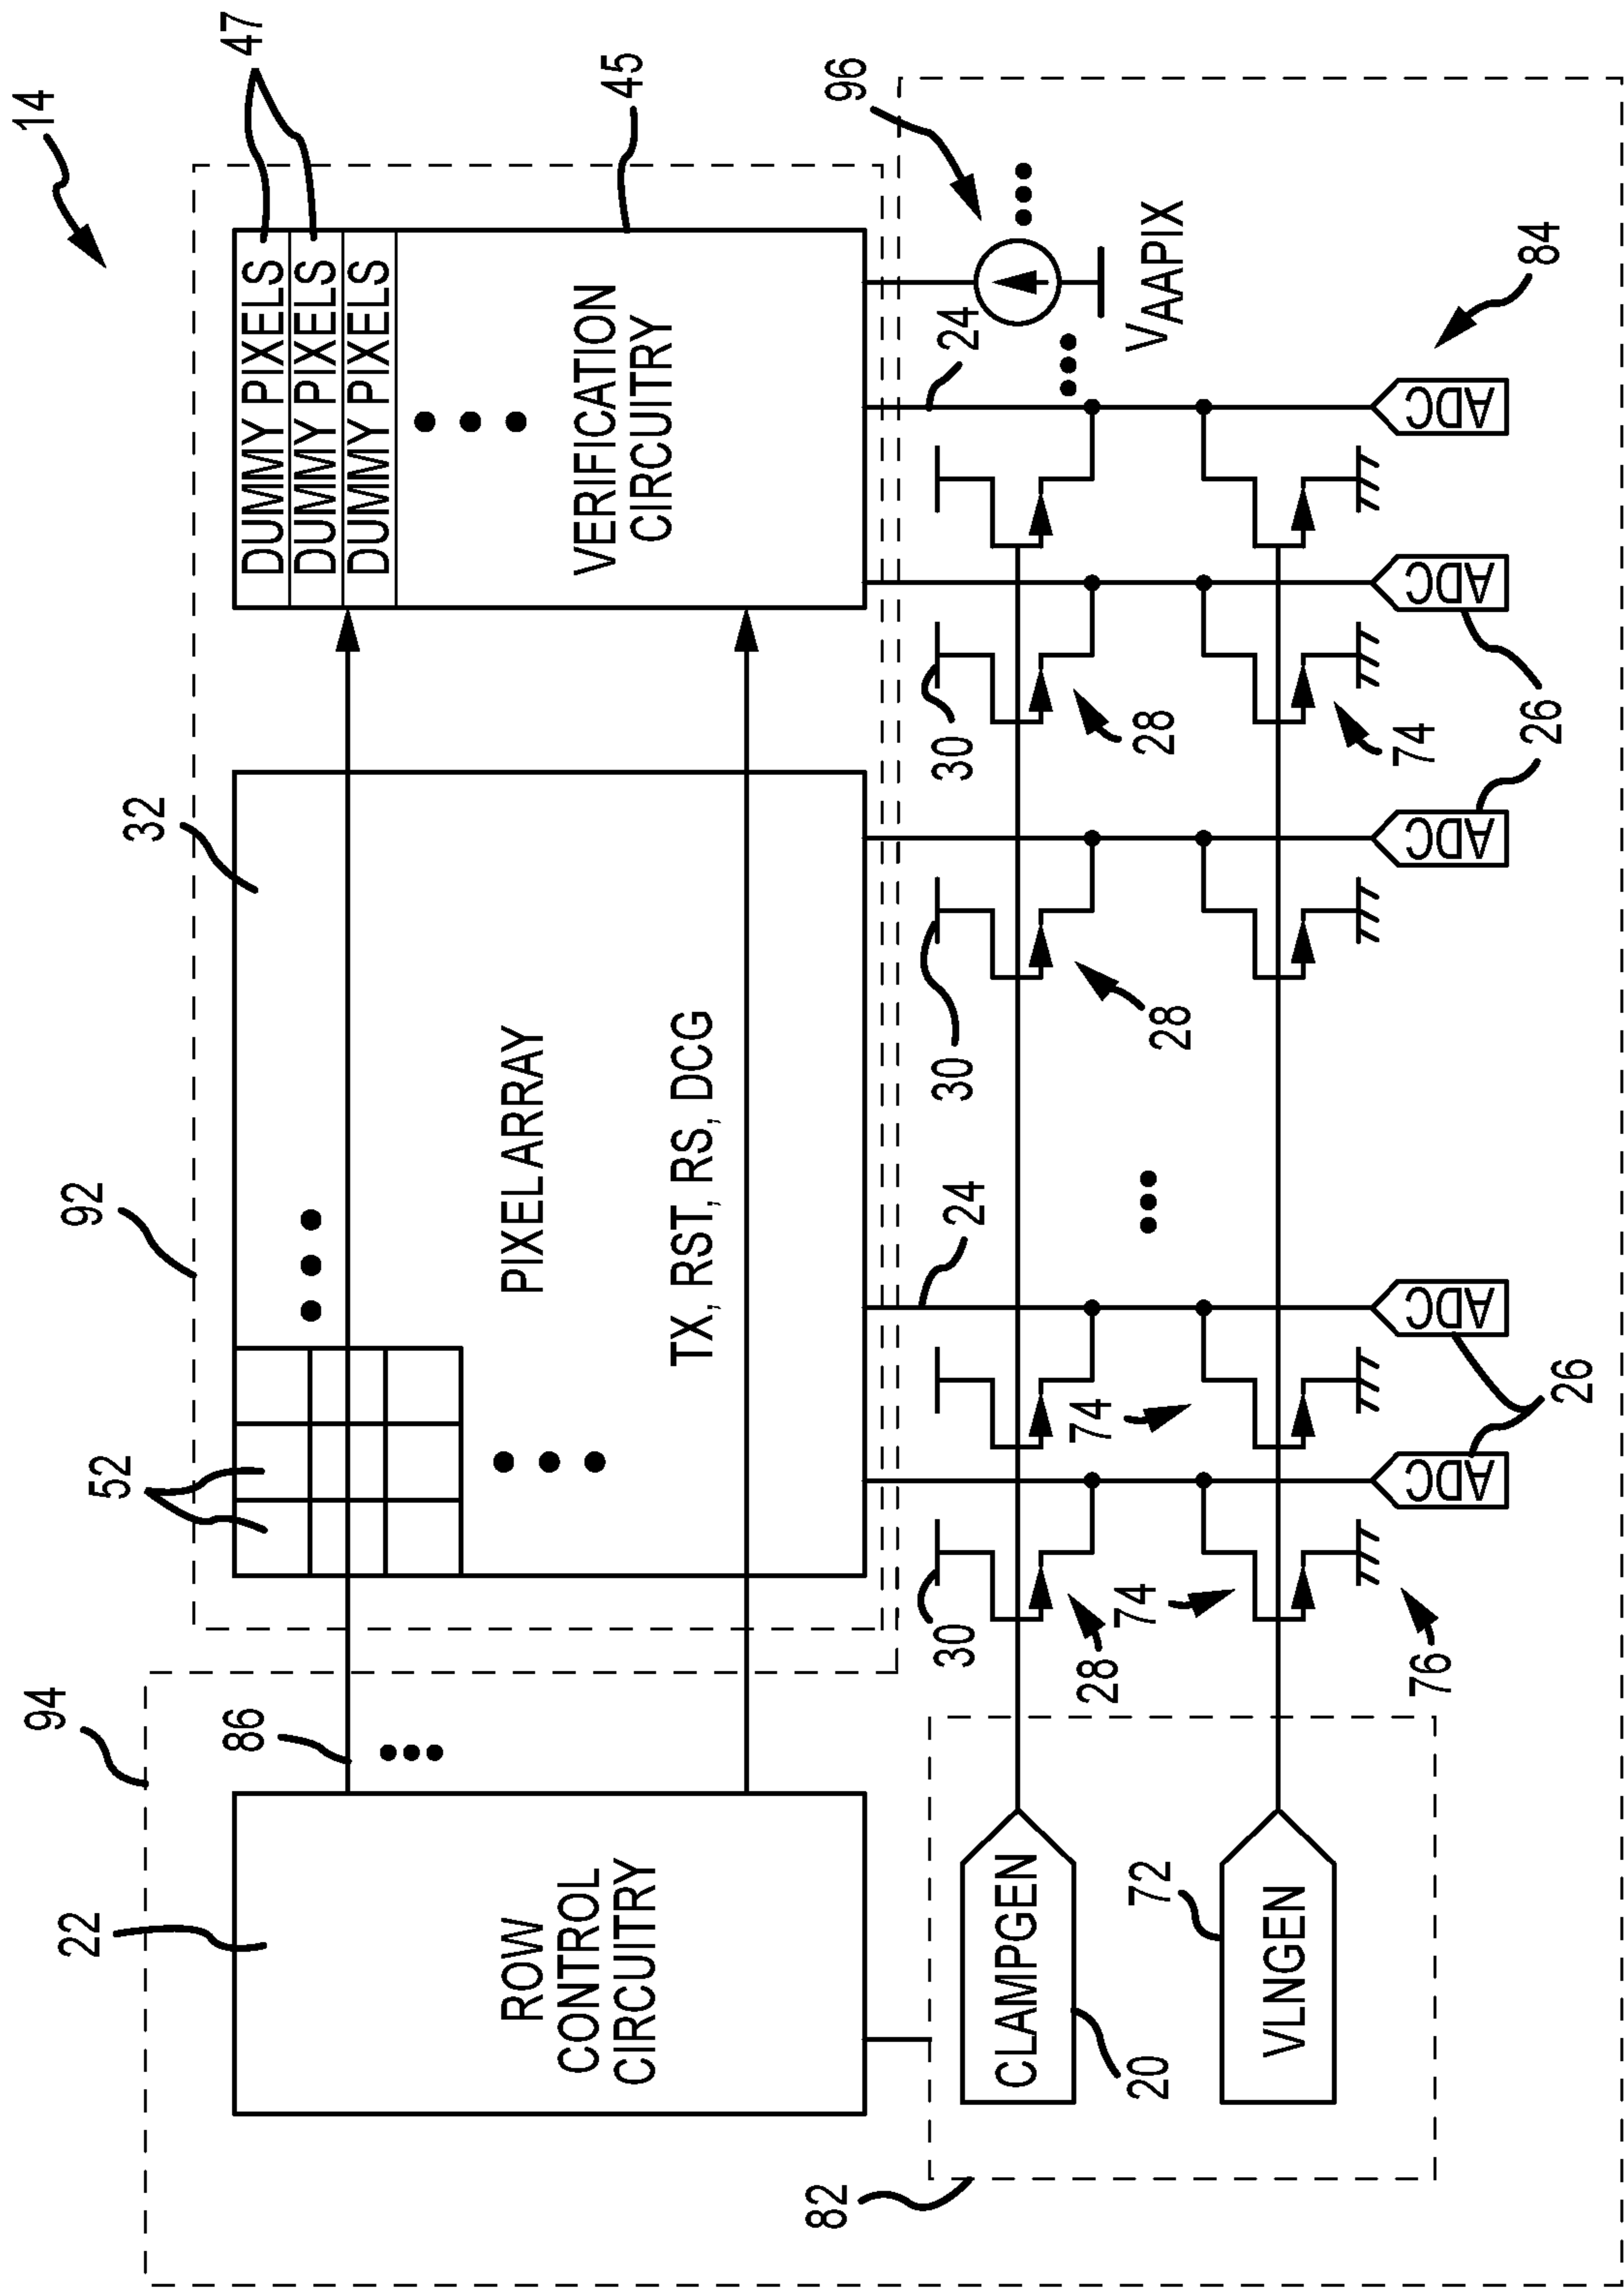 14
94
92
32
52
47
DUMMY PIXELS
DUMMY PIXELS
DUMMY PIXELS
22
86
45
ROW
CONTROL
CIRCUITRY
PIXEL ARRAY
TX, RST, RS, DCG
VERIFICATION
CIRCUITRY
96
24
24
VAAPIX
30
30
30
28
28
28
74
74
74
76
84
82
CLAMPGEN
20
72
VLNGEN
ADC
ADC
ADC
ADC
ADC
26
26